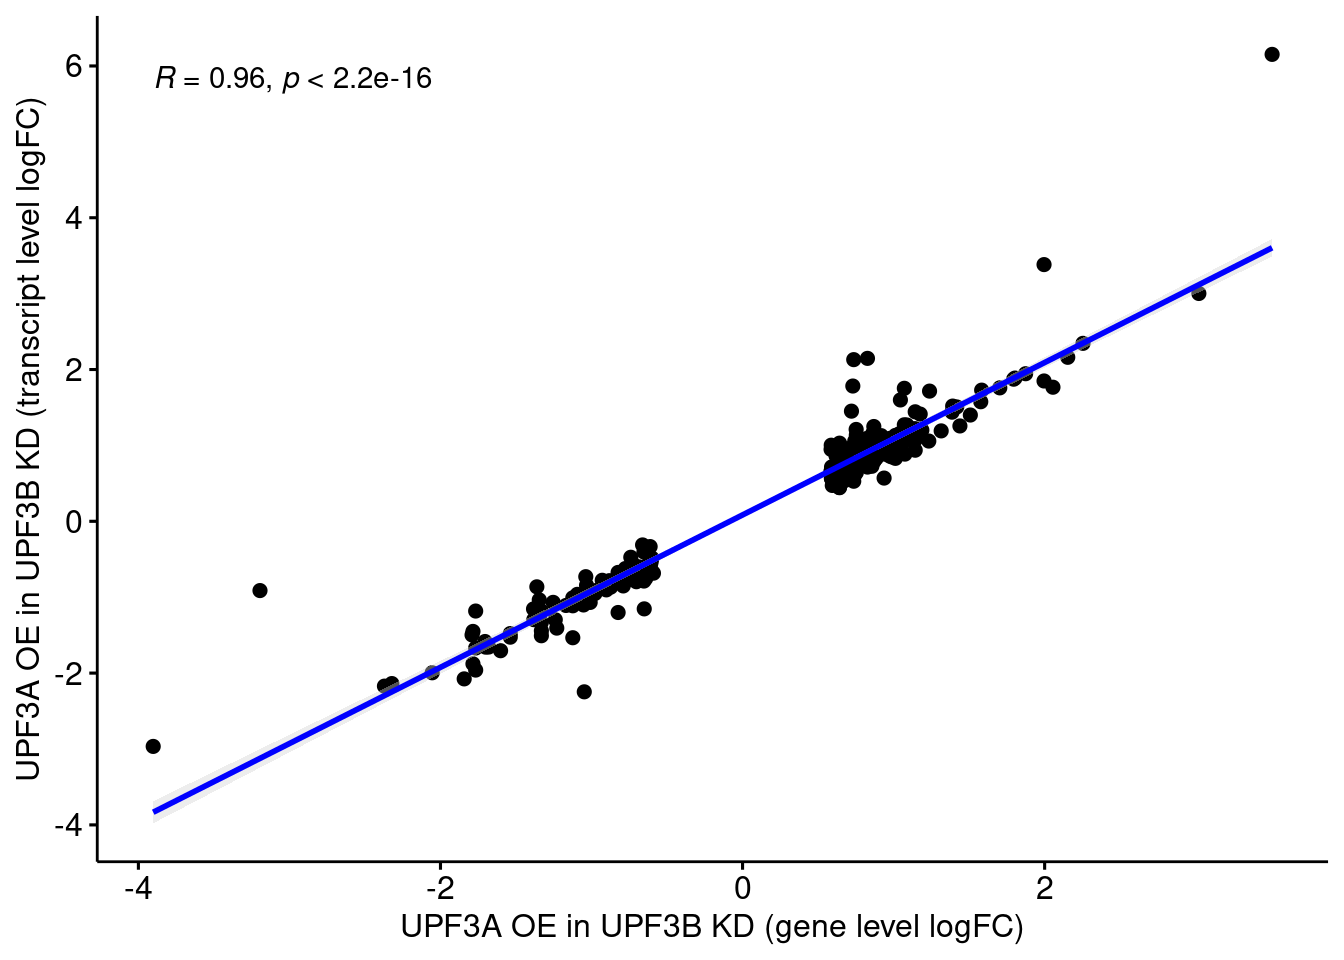 R = 0.96, p < 2.2e-16
UPF3A OE in UPF3B KD (transcript level logFC)
6
4
2
0
-2
-4
-4 -2 0 2
UPF3A OE in UPF3B KD (gene level logFC)